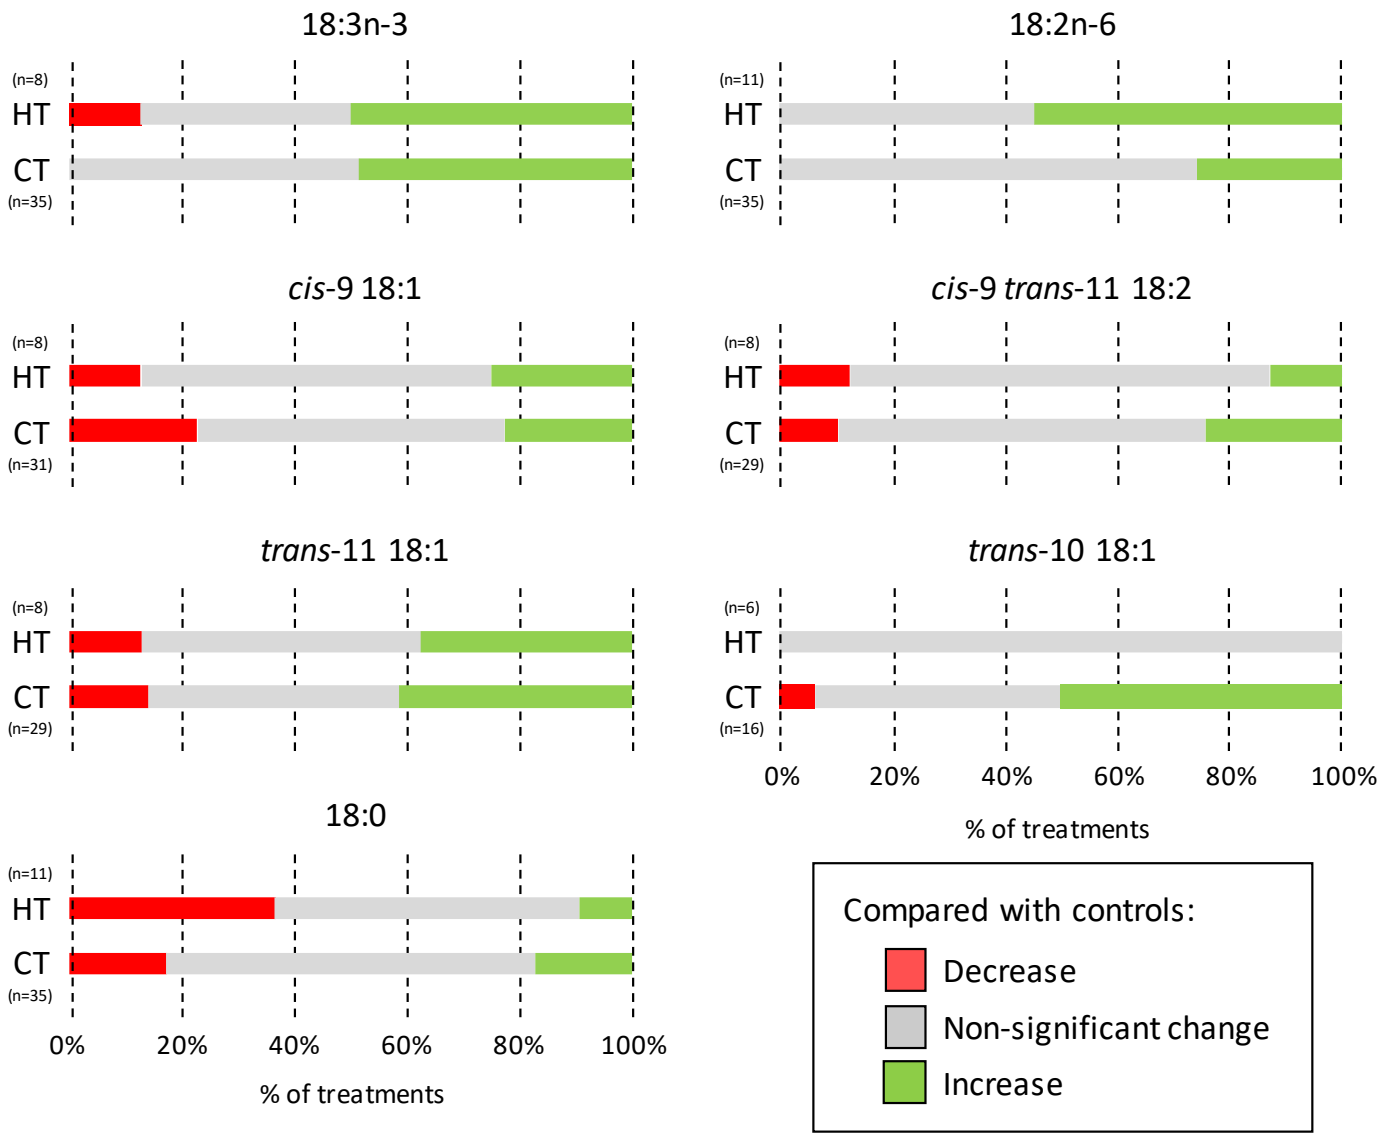 18:3n-3
(n=8)
HT
CT
(n=35)
18:2n-6
(n=11)
HT
CT
(n=35)
cis-9 18:1
(n=8)
HT
CT
(n=31)
cis-9 trans-11 18:2
(n=8)
HT
CT
(n=29)
trans-11 18:1
(n=8)
HT
CT
(n=29)
trans-10 18:1
(n=6)
HT
CT
(n=16)
0% 20% 40% 60% 80% 100%
% of treatments
18:0
(n=11)
HT
CT
(n=35)
0% 20% 40% 60% 80% 100%
% of treatments
Compared with controls:
Decrease
Non-significant change
Increase